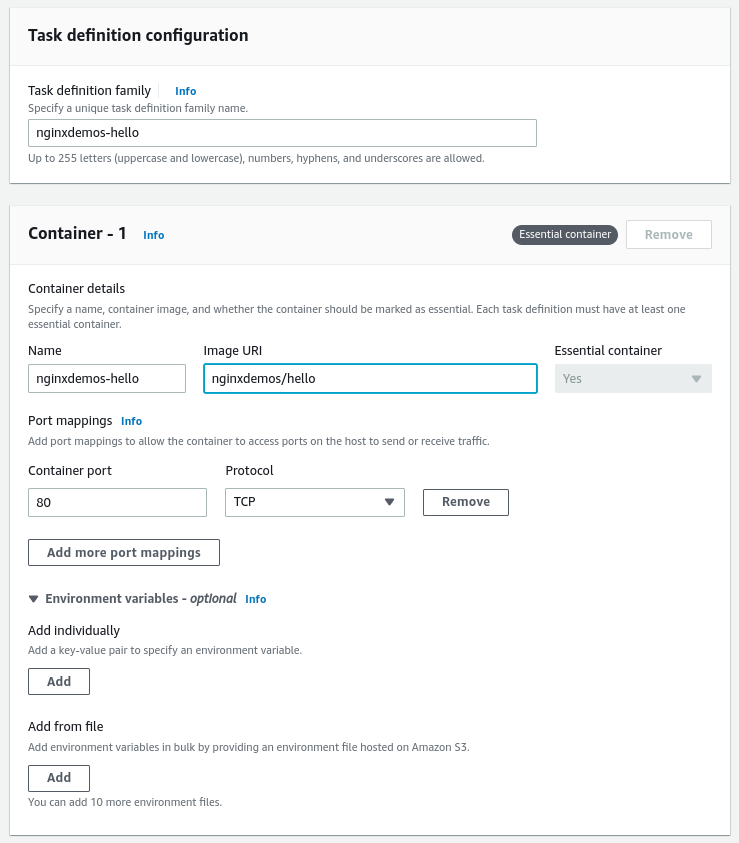 Task definition configuration
Task definition family Info
Specify a unique task definition family name.
nginxdemos-hello
Up to 255 letters (uppercase and lowercase), numbers, hyphens, and underscores are allowed.
Container - 1 Info Essential container Remove
Container details
Specify a name, container image, and whether the container should be marked as essential. Each task definition must have at least one
essential container.
Name Image URI Essential container
nginxdemos-hello nginxdemos/hello Yes
Port mappings Info
Add port mappings to allow the container to access ports on the host to send or receive traffic.
Container port Protocol
80 TCP Remove
Add more port mappings
Environment variables - optional Info
Add individually
Add a key-value pair to specify an environment variable.
Add
Add from file
Add environment variables in bulk by providing an environment file hosted on Amazon S3.
Add
You can add 10 more environment files.